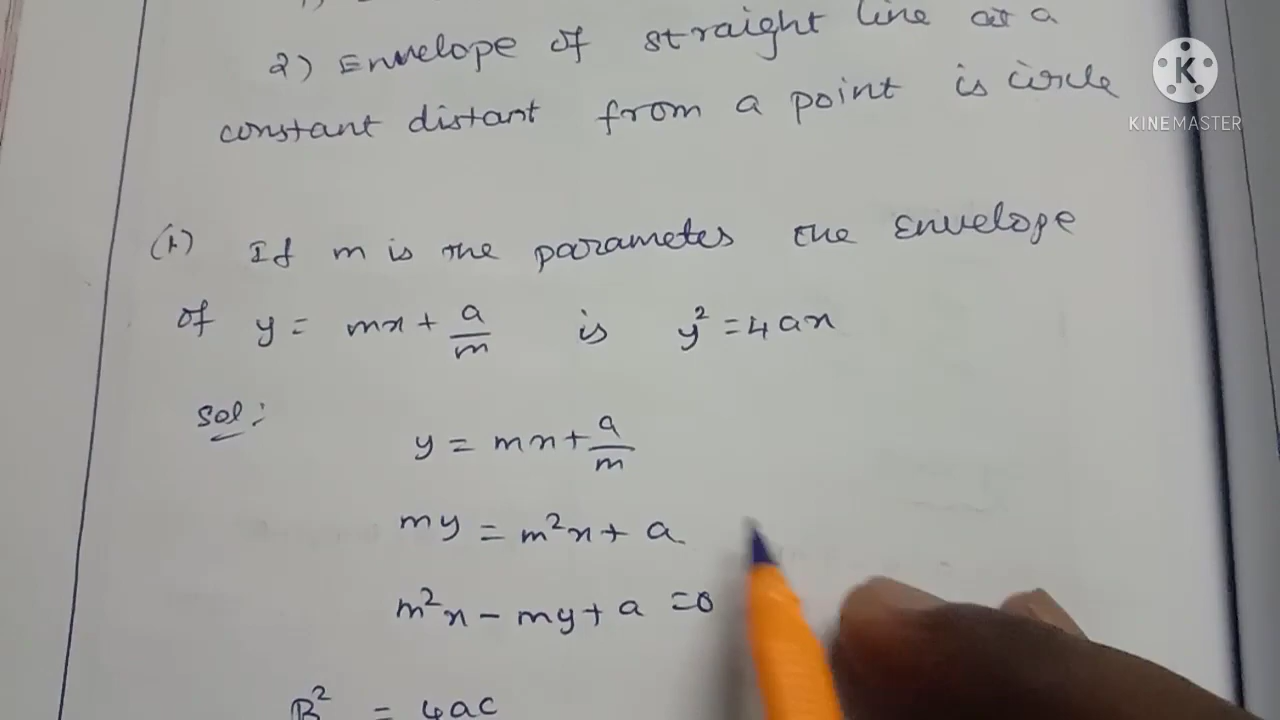 2) Envelope of straight line at a
constant distant from a point is circle
KINEMASTER
(1) If m is the parameter the Envelope
of y = mx + a/m is y² = 4ax
Sol:
y = mx + a/m
my = m²x + a
m²x - my + a = 0
B² = 4ac